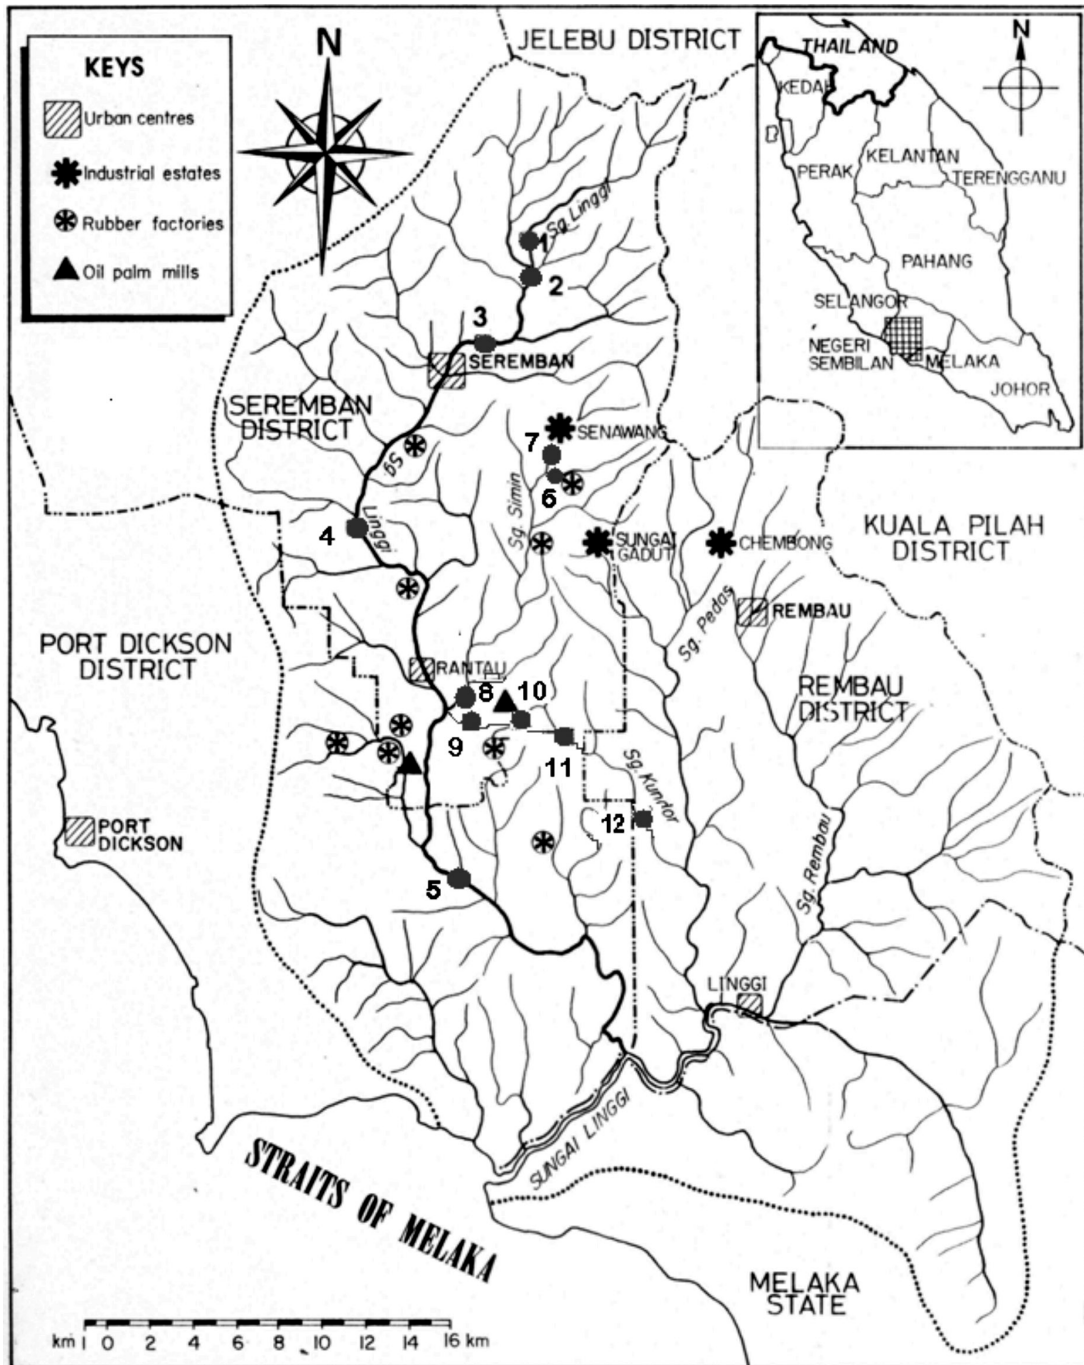 JELEBU DISTRICT
KEYS
Urban centres
Industrial estates
Rubber factories
Oil palm mills
N
N
THAILAND
KEDAH
PERAK
KELANTAN
TERENGGANU
PAHANG
SELANGOR
NEGERI
SEMBILAN
MELAKA
JOHOR
Sg. Linggi
1
2
3
SEREMBAN
SEREMBAN
DISTRICT
SENAWANG
7
6
Sg
Linggi
4
Sg. Simin
SUNGAI
GADUT
CHEMBONG
KUALA PILAH
DISTRICT
Sg. Pedas
REMBAU
PORT DICKSON
DISTRICT
RANTAU
REMBAU
DISTRICT
8
10
9
11
Sg. Kundor
12
PORT
DICKSON
5
Sg. Rembau
LINGGI
SUNGAI LINGGI
STRAITS OF MELAKA
MELAKA
STATE
km 1 0 2 4 6 8 10 12 14 16 km